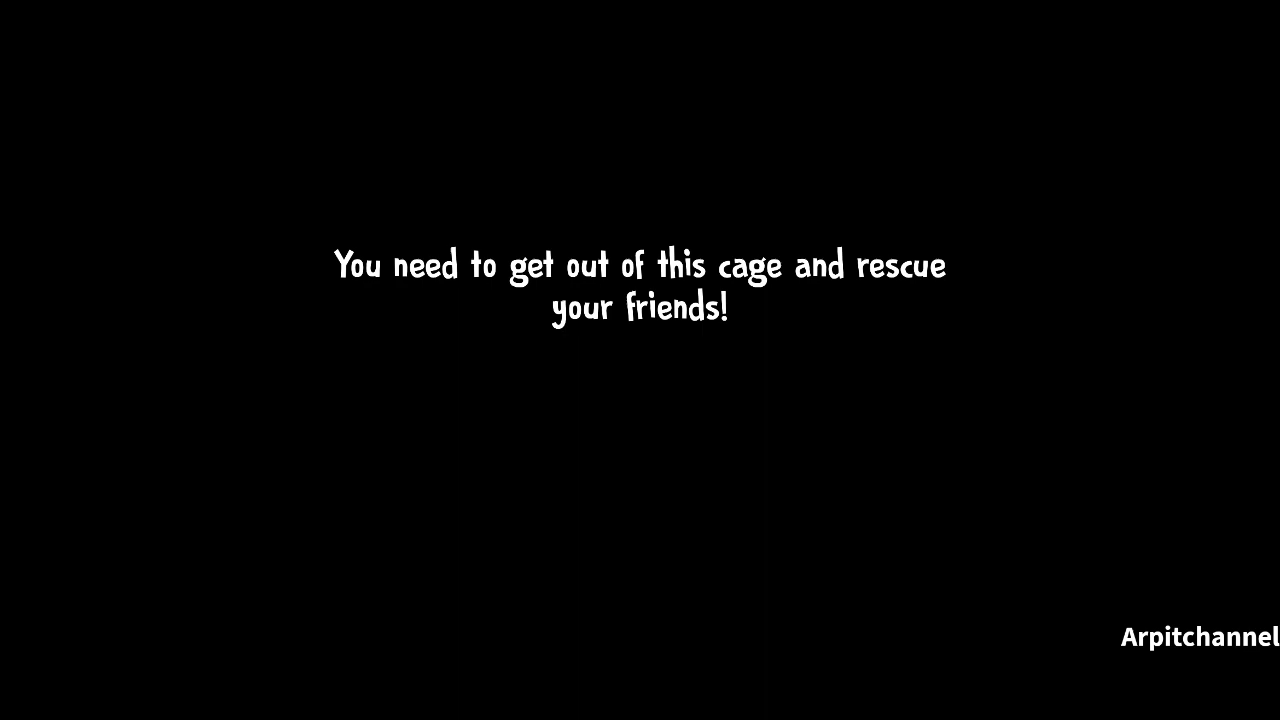 You need to get out of this cage and rescue
your friends!
Arpitchannel